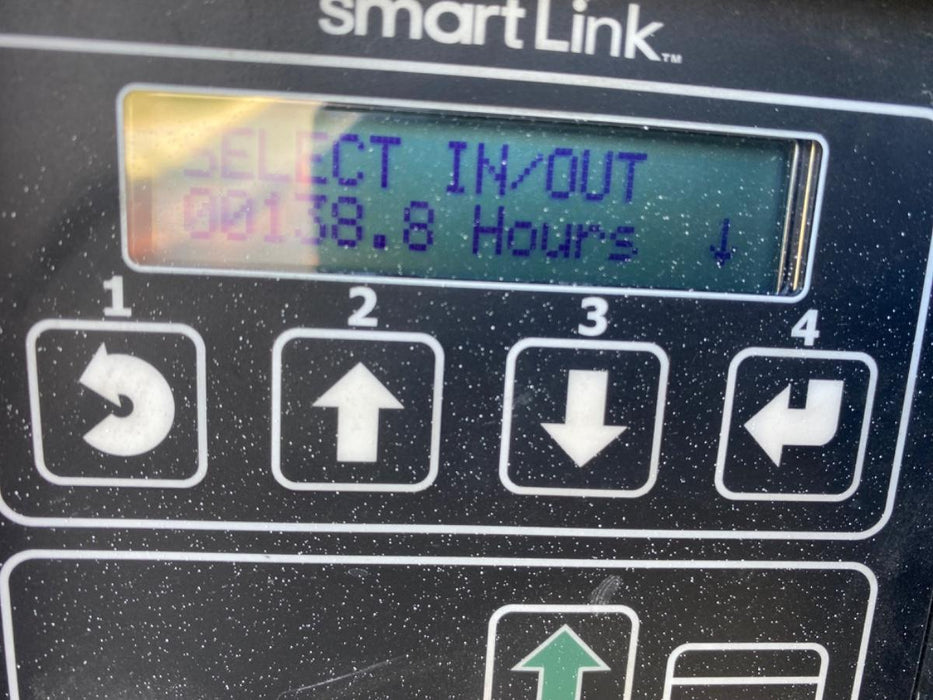 smartLink™
SELECT IN/OUT
00138.8 Hours ↓
1 2 3 4